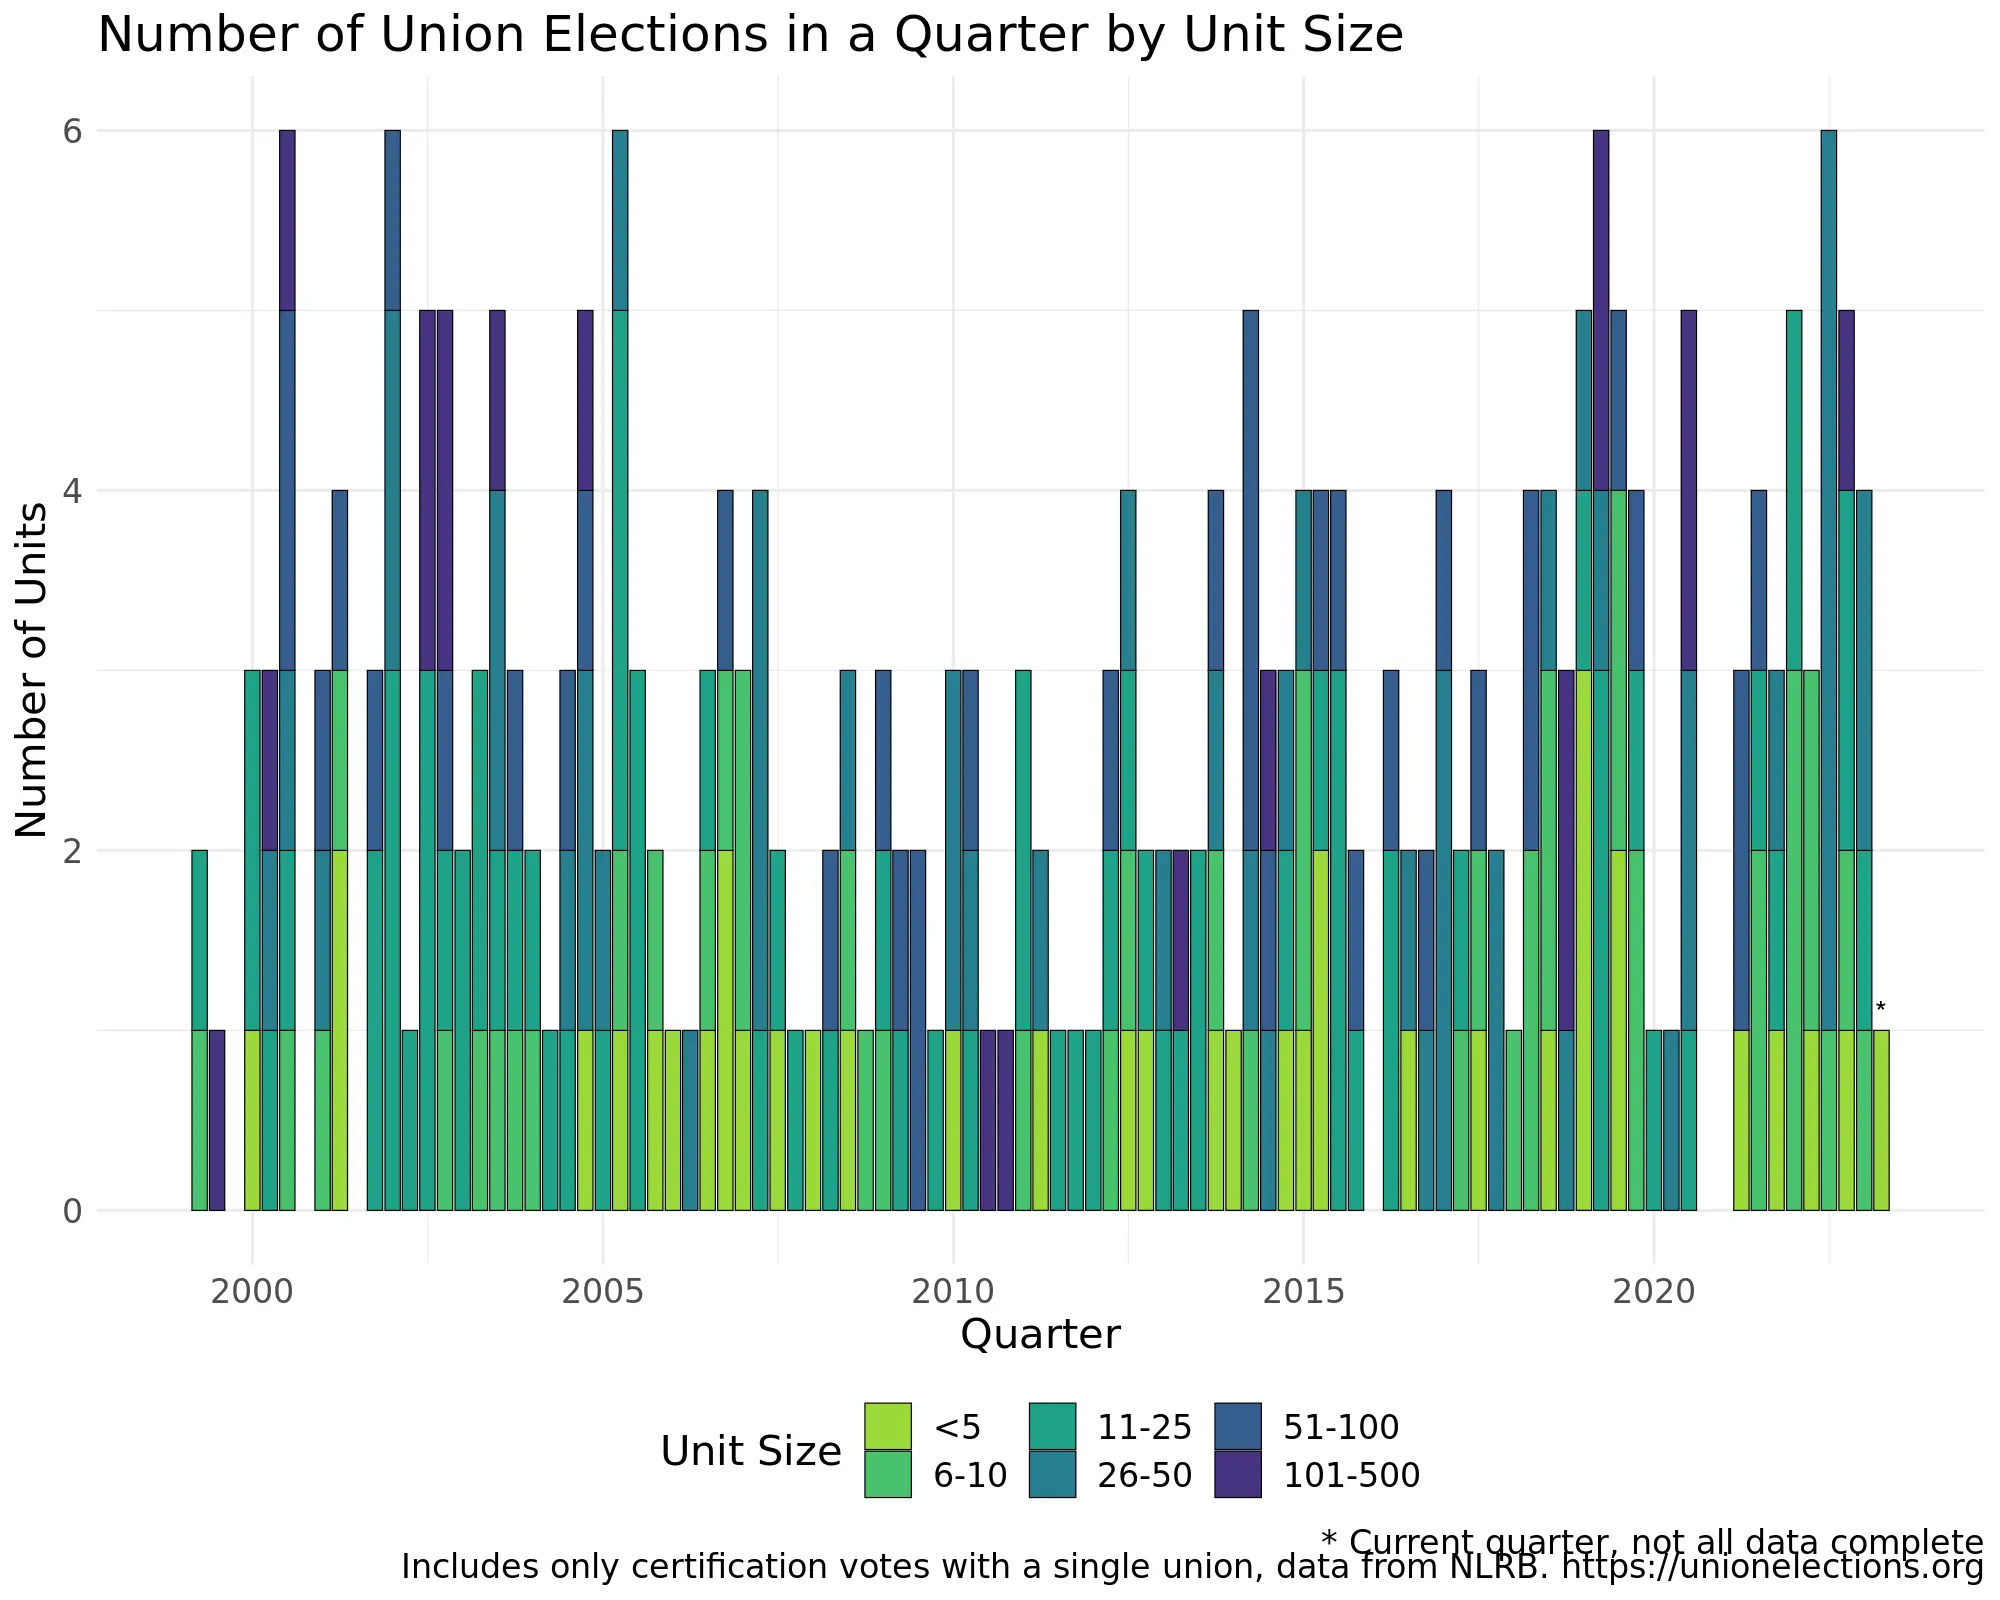 Number of Union Elections in a Quarter by Unit Size
Number of Units
6
4
2
0
*
2000 2005 2010 2015 2020
Quarter
Unit Size
<5 11-25 51-100
6-10 26-50 101-500
* Current quarter, not all data complete
Includes only certification votes with a single union, data from NLRB. https://unionelections.org